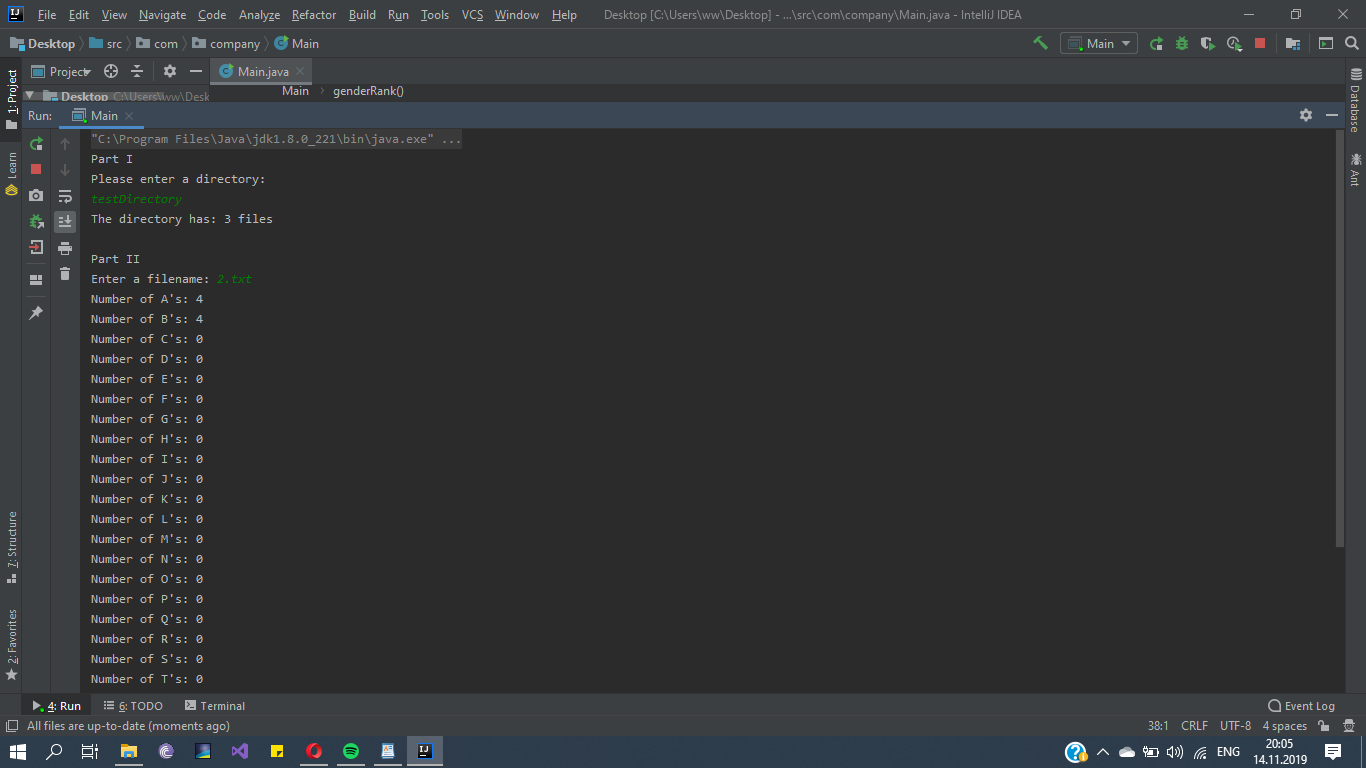 File Edit View Navigate Code Analyze Refactor Build Run Tools VCS Window Help Desktop [C:\Users\ww\Desktop] - ...\src\com\company\Main.java - IntelliJ IDEA
Desktop src com company Main Main
Project Main.java
Desktop C:\Users\ww\Desk Main genderRank()
Run: Main
"C:\Program Files\Java\jdk1.8.0_221\bin\java.exe" ...
Part I
Please enter a directory:
testDirectory
The directory has: 3 files
Part II
Enter a filename: 2.txt
Number of A's: 4
Number of B's: 4
Number of C's: 0
Number of D's: 0
Number of E's: 0
Number of F's: 0
Number of G's: 0
Number of H's: 0
Number of I's: 0
Number of J's: 0
Number of K's: 0
Number of L's: 0
Number of M's: 0
Number of N's: 0
Number of O's: 0
Number of P's: 0
Number of Q's: 0
Number of R's: 0
Number of S's: 0
Number of T's: 0
1: Project
Learn
7: Structure
2: Favorites
Database
Ant
4: Run 6: TODO Terminal Event Log
All files are up-to-date (moments ago) 38:1 CRLF UTF-8 4 spaces
ENG 20:05
14.11.2019